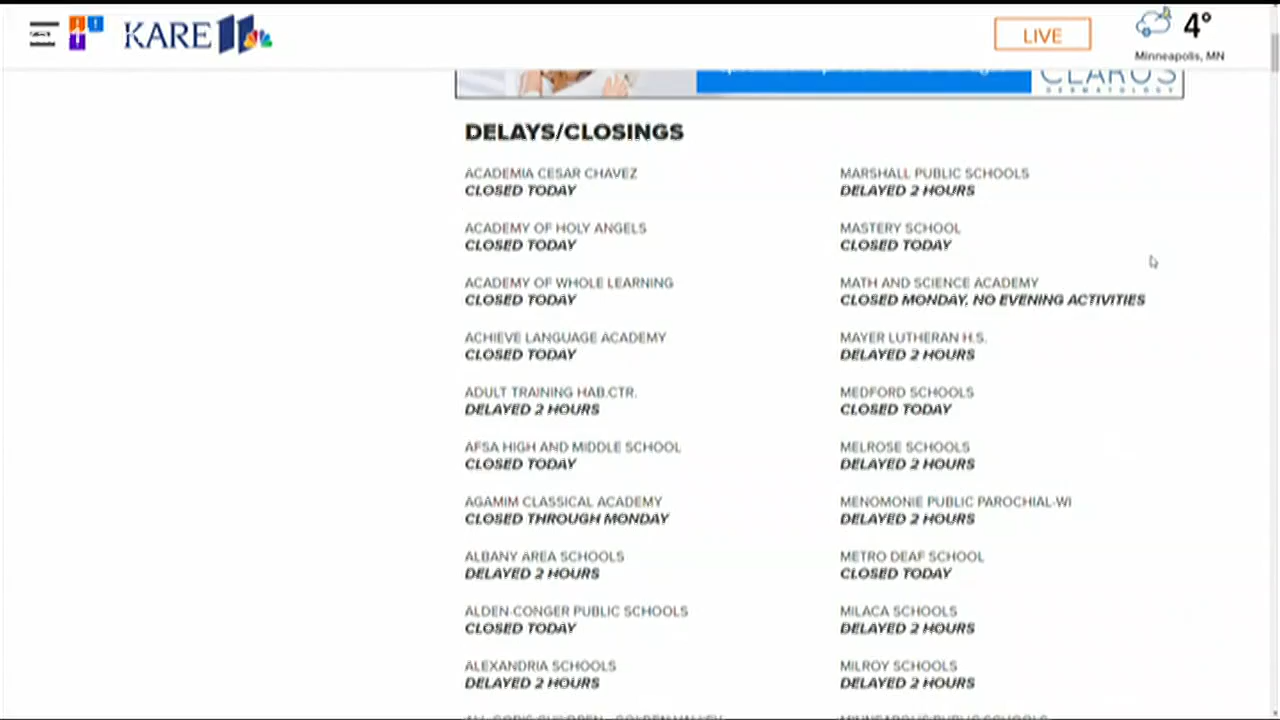 KARE 11
LIVE
4°
Minneapolis, MN
CLARUS
DERMATOLOGY
DELAYS/CLOSINGS
ACADEMIA CESAR CHAVEZ
CLOSED TODAY
ACADEMY OF HOLY ANGELS
CLOSED TODAY
ACADEMY OF WHOLE LEARNING
CLOSED TODAY
ACHIEVE LANGUAGE ACADEMY
CLOSED TODAY
ADULT TRAINING HAB.CTR.
DELAYED 2 HOURS
AFSA HIGH AND MIDDLE SCHOOL
CLOSED TODAY
AGAMIM CLASSICAL ACADEMY
CLOSED THROUGH MONDAY
ALBANY AREA SCHOOLS
DELAYED 2 HOURS
ALDEN-CONGER PUBLIC SCHOOLS
CLOSED TODAY
ALEXANDRIA SCHOOLS
DELAYED 2 HOURS
MARSHALL PUBLIC SCHOOLS
DELAYED 2 HOURS
MASTERY SCHOOL
CLOSED TODAY
MATH AND SCIENCE ACADEMY
CLOSED MONDAY, NO EVENING ACTIVITIES
MAYER LUTHERAN H.S.
DELAYED 2 HOURS
MEDFORD SCHOOLS
CLOSED TODAY
MELROSE SCHOOLS
DELAYED 2 HOURS
MENOMONIE PUBLIC PAROCHIAL-WI
DELAYED 2 HOURS
METRO DEAF SCHOOL
CLOSED TODAY
MILACA SCHOOLS
DELAYED 2 HOURS
MILROY SCHOOLS
DELAYED 2 HOURS